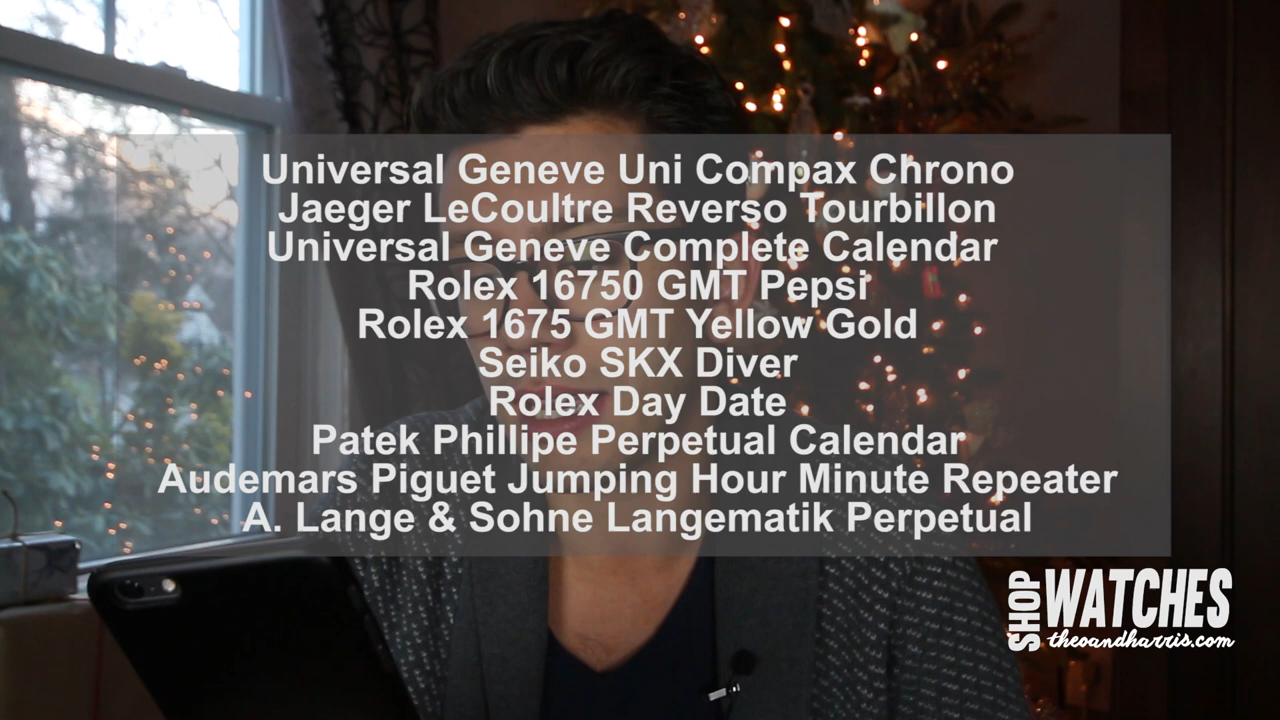 Universal Geneve Uni Compax Chrono
Jaeger LeCoultre Reverso Tourbillon
Universal Geneve Complete Calendar
Rolex 16750 GMT Pepsi
Rolex 1675 GMT Yellow Gold
Seiko SKX Diver
Rolex Day Date
Patek Phillipe Perpetual Calendar
Audemars Piguet Jumping Hour Minute Repeater
A. Lange & Sohne Langematik Perpetual
SHOP
WATCHES
theoandharris.com